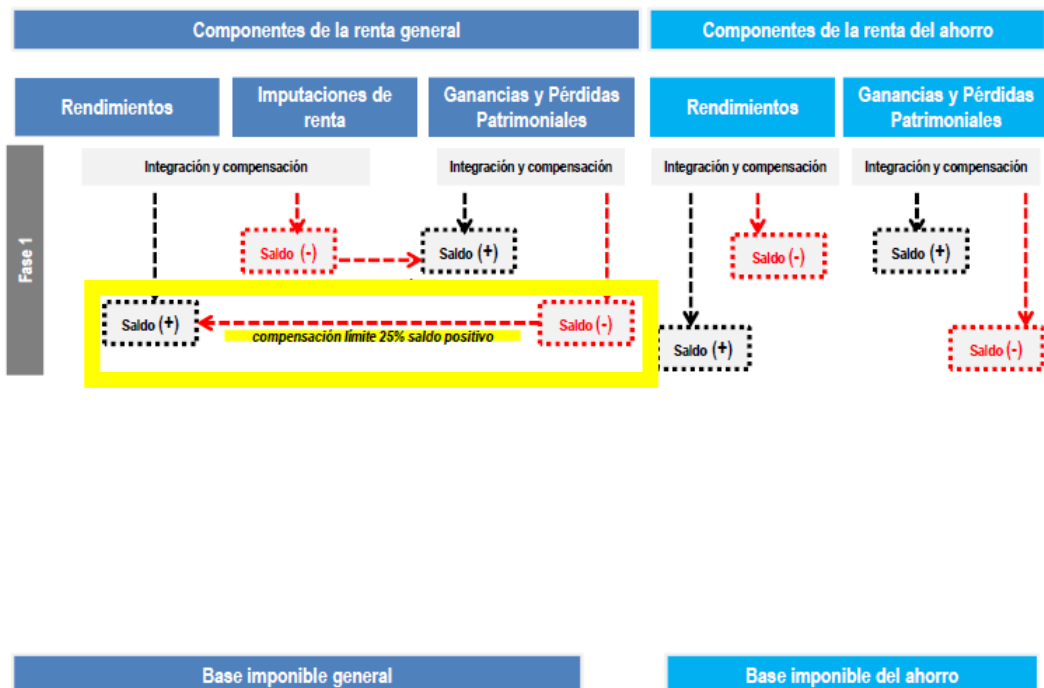 Componentes de la renta general
Componentes de la renta del ahorro
Rendimientos
Imputaciones de
renta
Ganancias y Pérdidas
Patrimoniales
Rendimientos
Ganancias y Pérdidas
Patrimoniales
Fase 1
Integración y compensación
Integración y compensación
Integración y compensación
Integración y compensación
Saldo (-)
Saldo (+)
Saldo (-)
Saldo (+)
Saldo (+)
compensación límite 25% saldo positivo
Saldo (-)
Saldo (+)
Saldo (-)
Base imponible general
Base imponible del ahorro